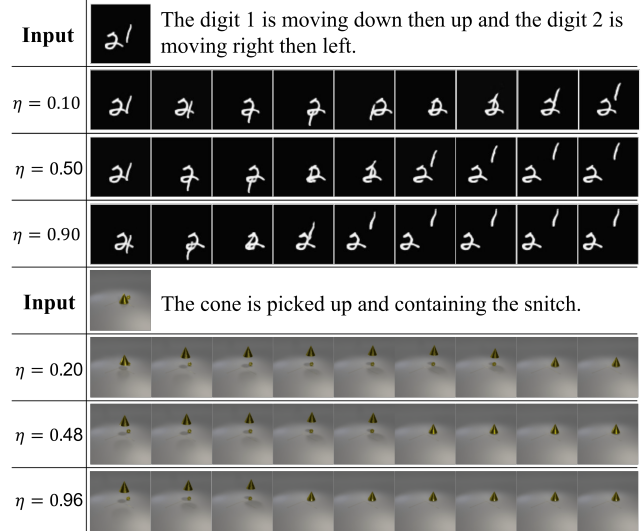 Input
The digit 1 is moving down then up and the digit 2 is
moving right then left.
η = 0.10
η = 0.50
η = 0.90
Input
The cone is picked up and containing the snitch.
η = 0.20
η = 0.48
η = 0.96